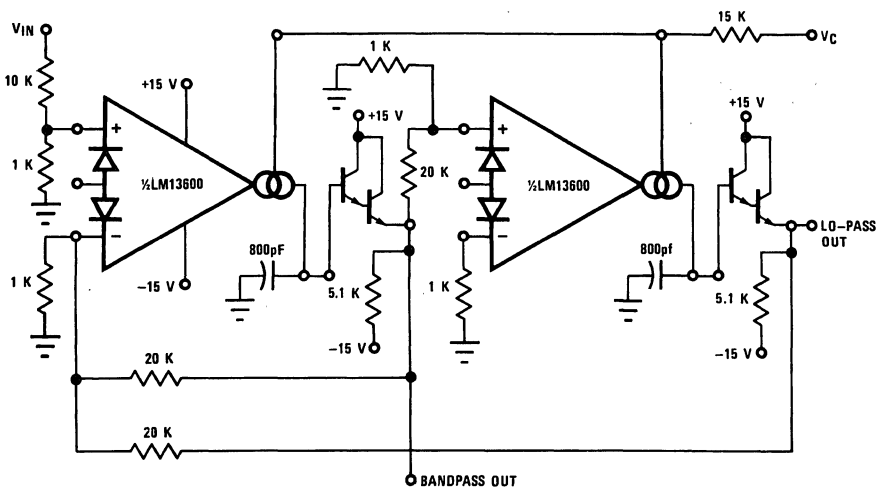 VIN
10 K
1 K
1 K
+15 V
+
½LM13600
−
−15 V
800pF
+15 V
5.1 K
−15 V
1 K
20 K
+
½LM13600
−
1 K
15 K
VC
+15 V
800pf
LO-PASS
OUT
5.1 K
−15 V
20 K
20 K
BANDPASS OUT